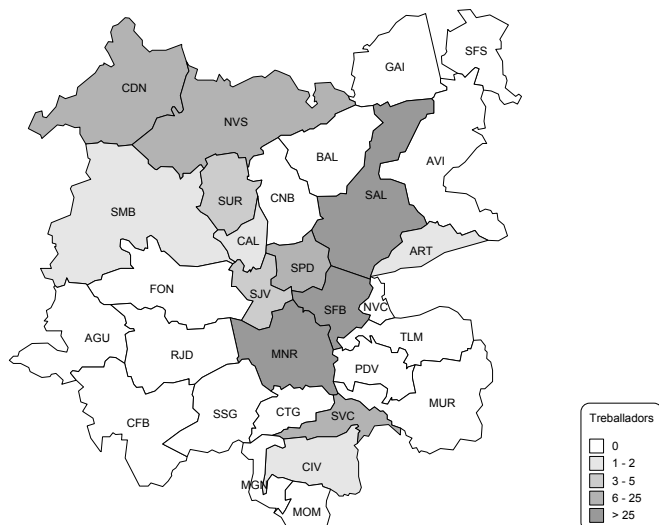 SFS
GAI
CDN
NVS
BAL
AVI
SUR
CNB
SAL
SMB
CAL
ART
SPD
FON
SJV
SFB
NVC
AGU
TLM
RJD
MNR
PDV
MUR
CFB
SSG
CTG
SVC
CIV
MGN
MOM
Treballadors
0
1 - 2
3 - 5
6 - 25
> 25